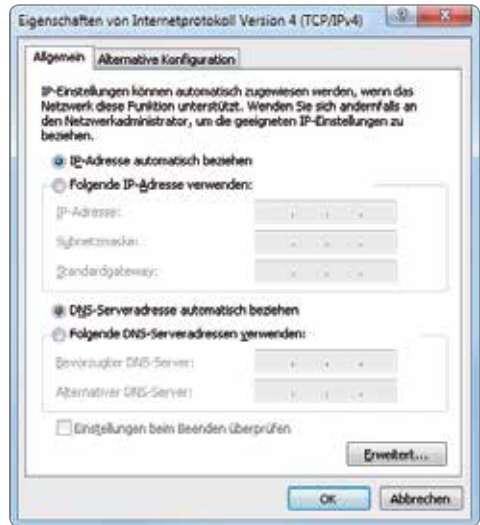 Eigenschaften von Internetprotokoll Version 4 (TCP/IPv4)
Allgemein Alternative Konfiguration
IP-Einstellungen können automatisch zugewiesen werden, wenn das
Netzwerk diese Funktion unterstützt. Wenden Sie sich andernfalls an
den Netzwerkadministrator, um die geeigneten IP-Einstellungen zu
beziehen.
IP-Adresse automatisch beziehen
Folgende IP-Adresse verwenden:
IP-Adresse:
Subnetzmaske:
Standardgateway:
DNS-Serveradresse automatisch beziehen
Folgende DNS-Serveradressen verwenden:
Bevorzugter DNS-Server:
Alternativer DNS-Server:
Einstellungen beim Beenden überprüfen
Erweitert...
OK Abbrechen